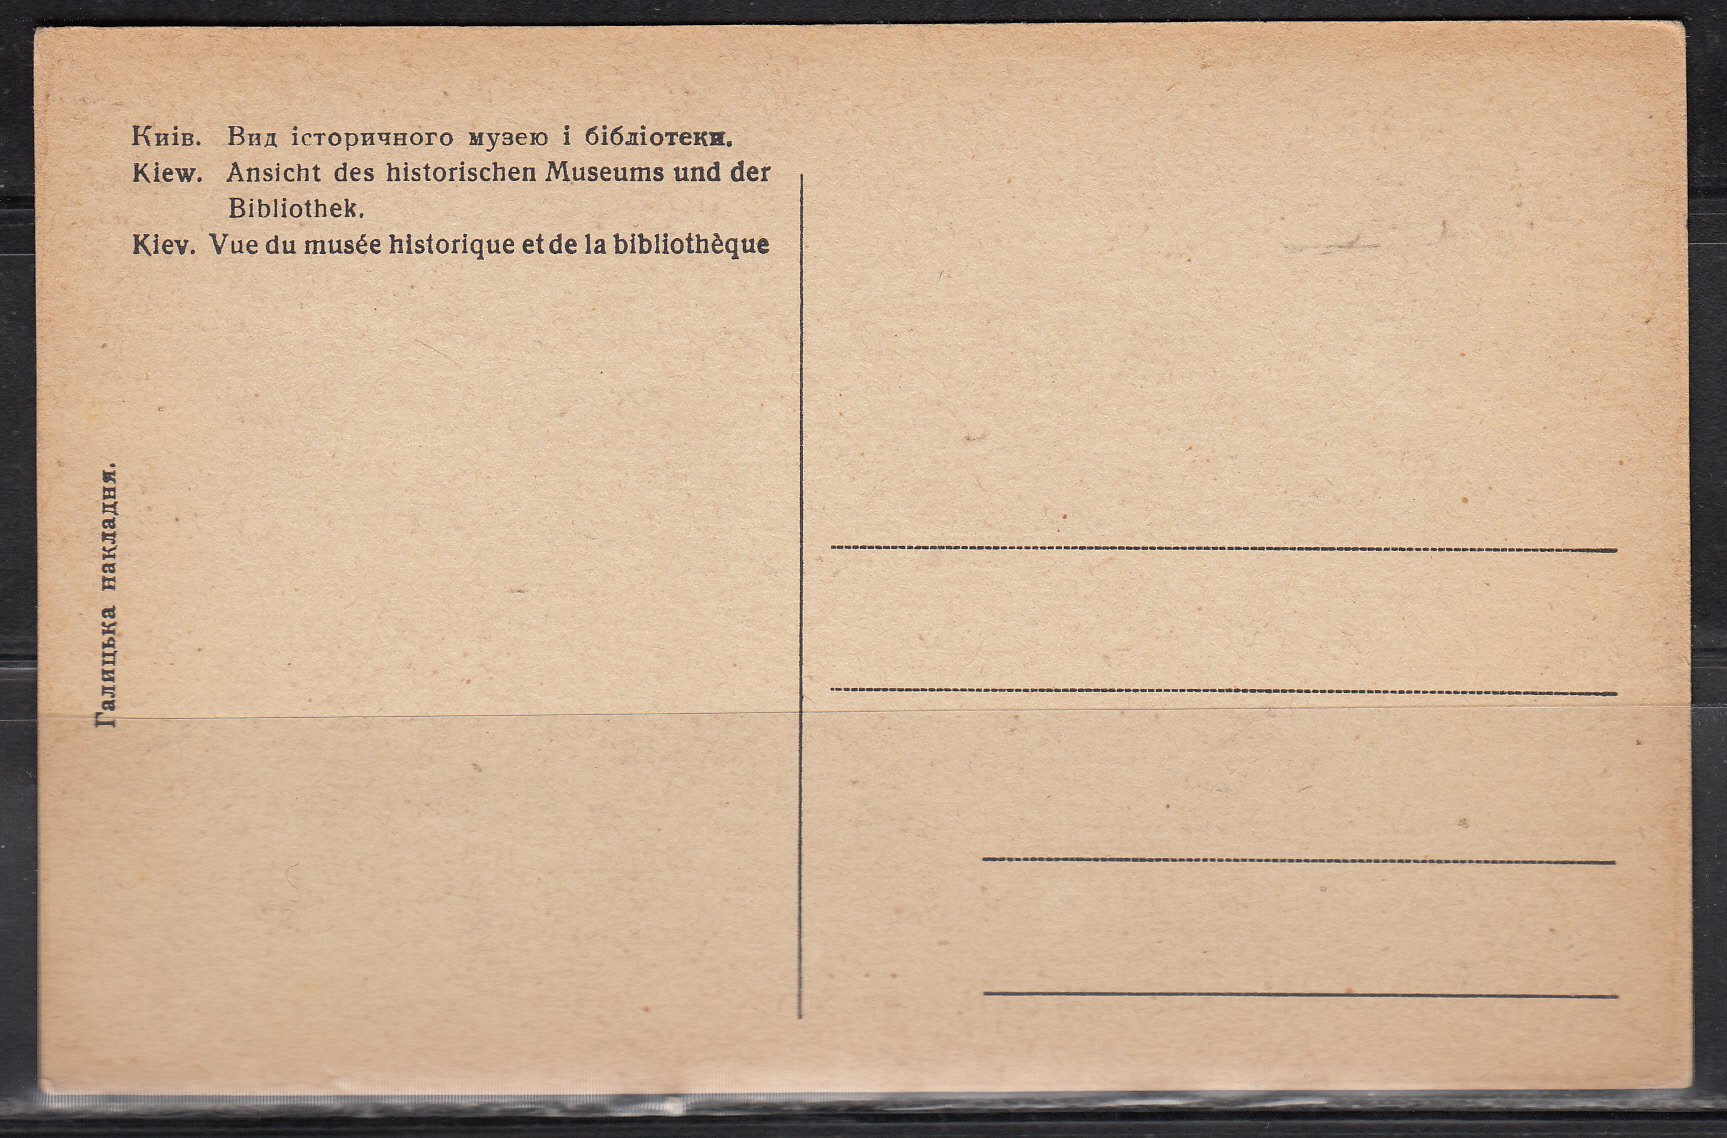 Киів. Вид історичного музею і бібліотеки.
Kiew. Ansicht des historischen Museums und der
Bibliothek.
Kiev. Vue du musée historique et de la bibliothèque
Галицька накладня.